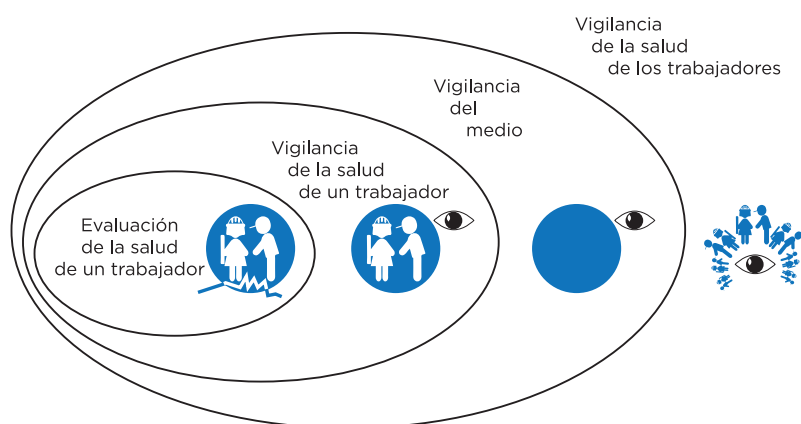 Vigilancia
de la salud
de los trabajadores
Vigilancia
del
medio
Vigilancia
de la salud
de un trabajador
Evaluación
de la salud
de un trabajador